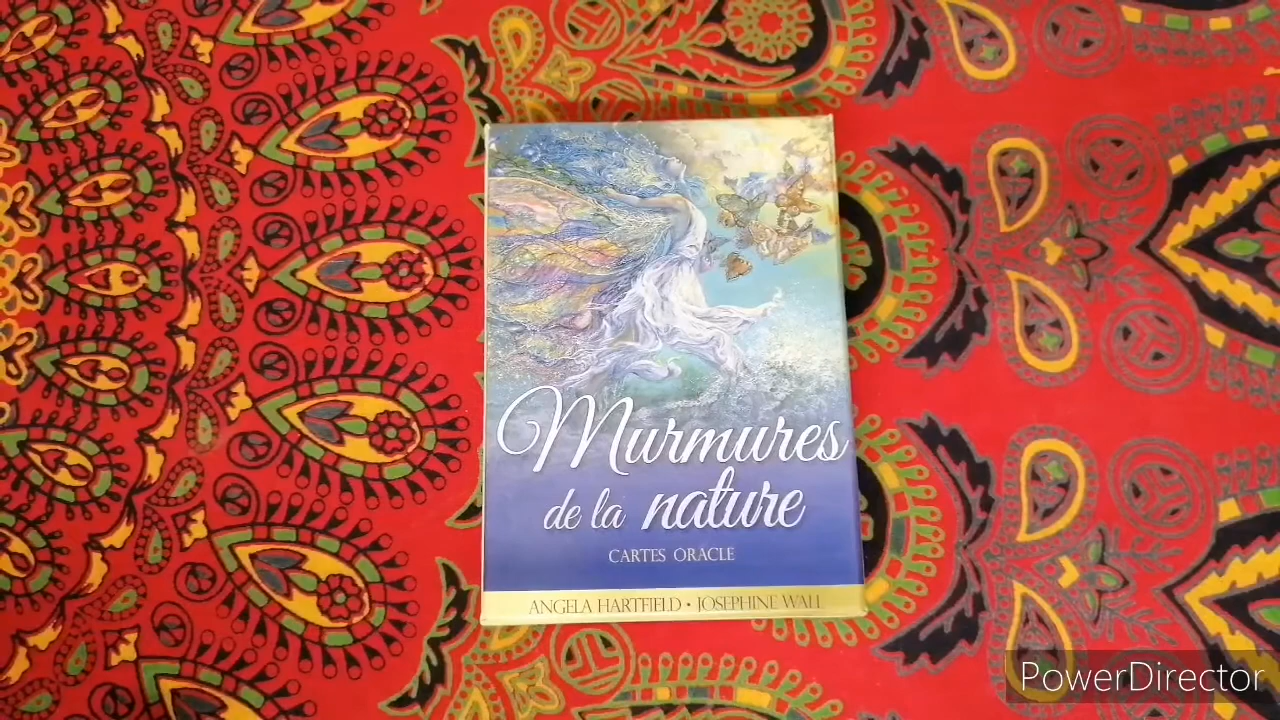 Murmures
de la nature
CARTES ORACLE
ANGELA HARTFIELD • JOSEPHINE WALL
PowerDirector